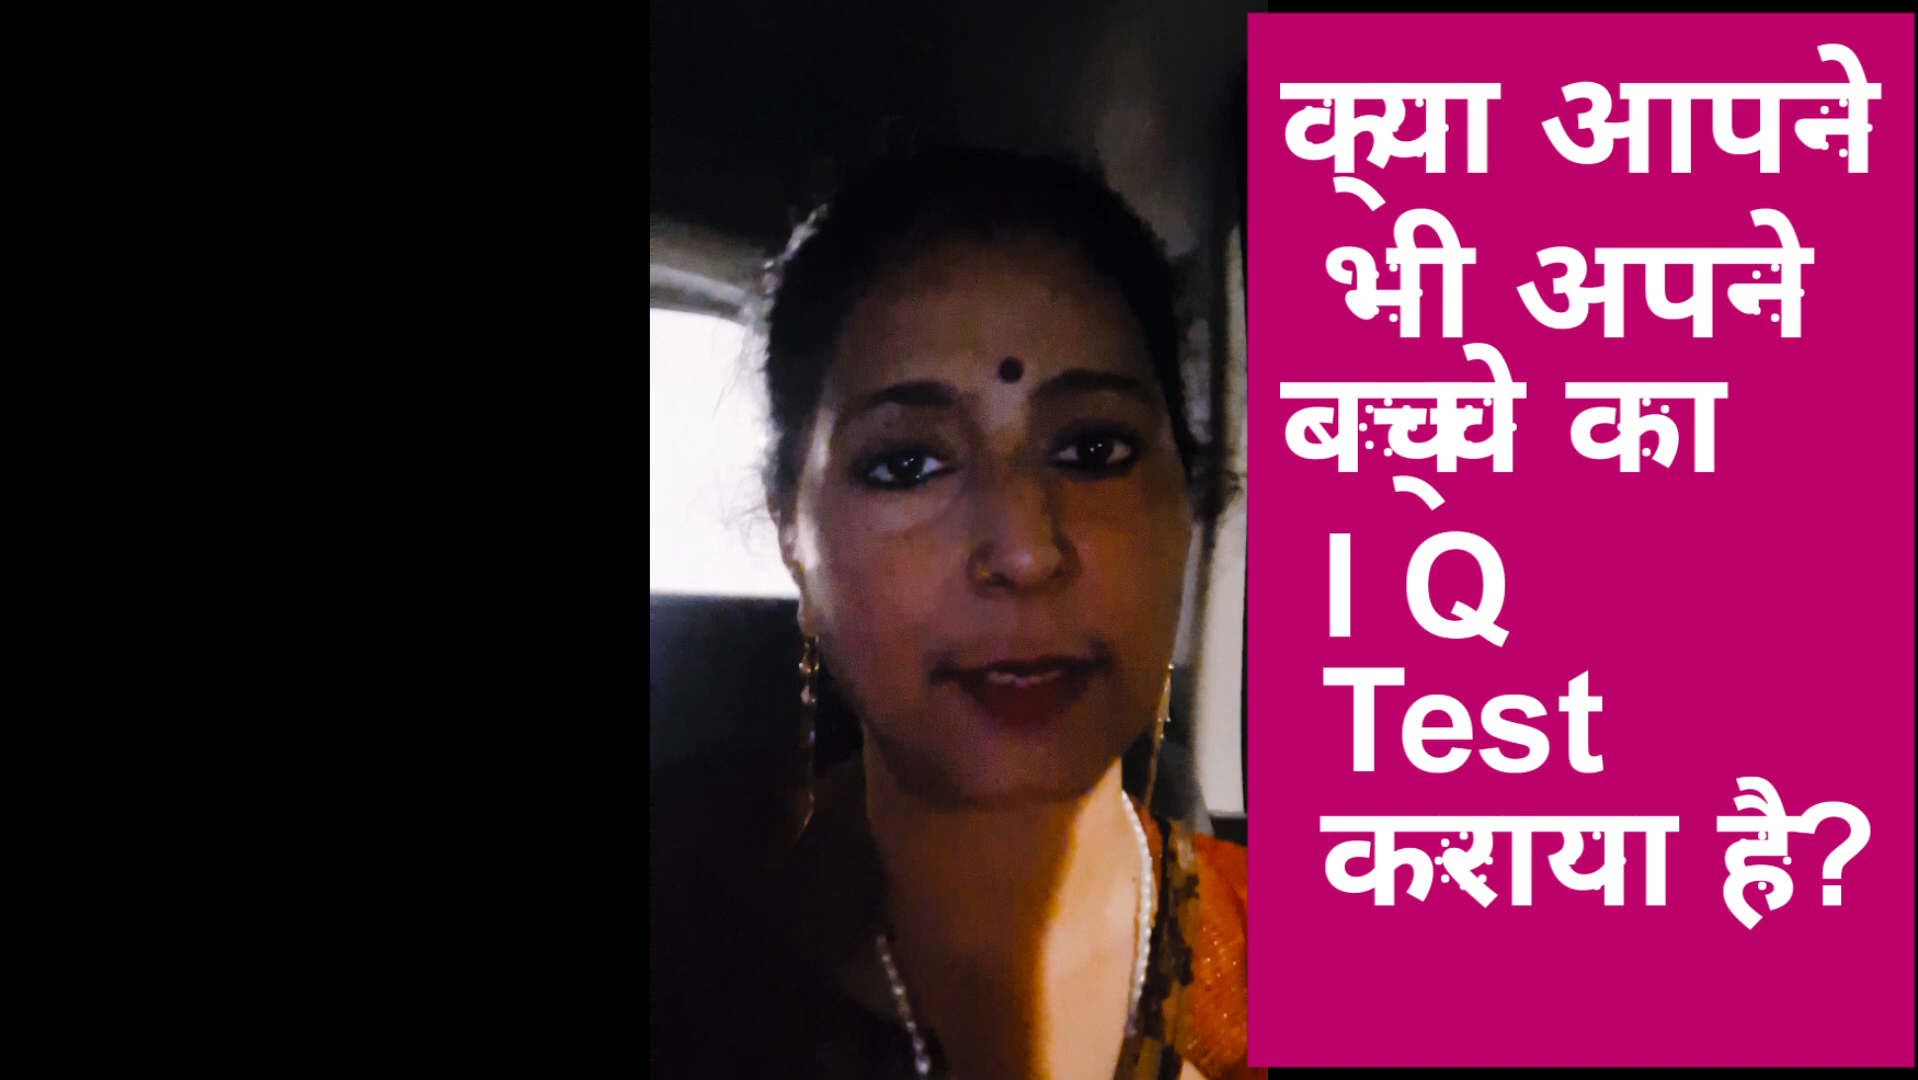 क्या आपने
भी अपने
बच्चे का
I Q
Test
कराया है?